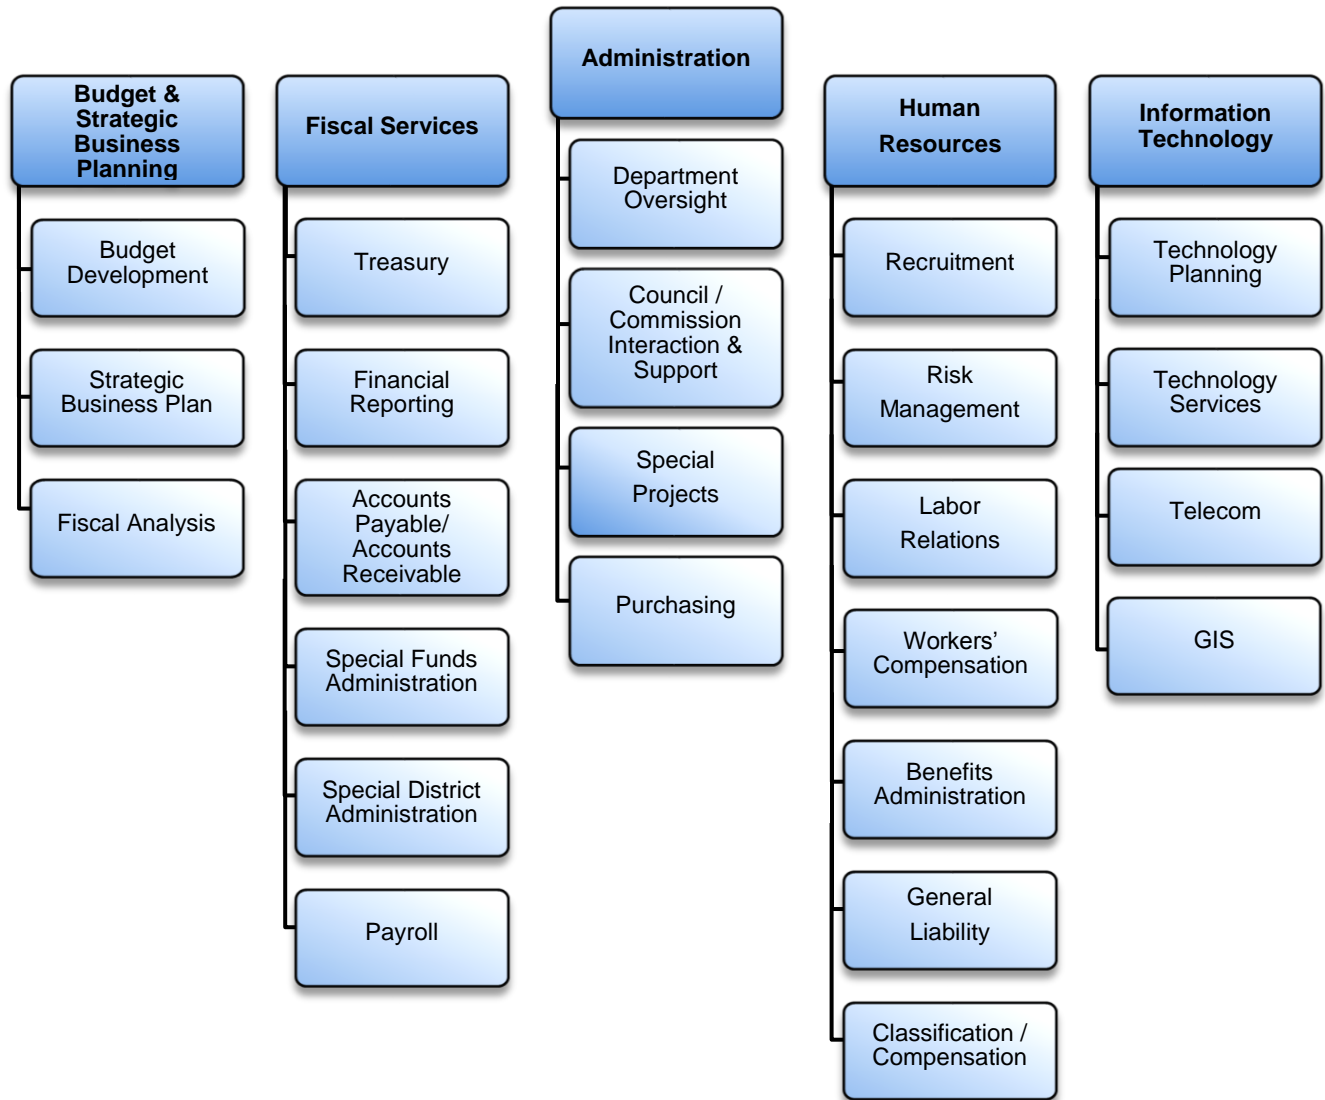 Budget &
Strategic
Business
Planning
Budget
Development
Strategic
Business Plan
Fiscal Analysis
Fiscal Services
Treasury
Financial
Reporting
Accounts
Payable/
Accounts
Receivable
Special Funds
Administration
Special District
Administration
Payroll
Administration
Department
Oversight
Council /
Commission
Interaction &
Support
Special
Projects
Purchasing
Human
Resources
Recruitment
Risk
Management
Labor
Relations
Workers’
Compensation
Benefits
Administration
General
Liability
Classification /
Compensation
Information
Technology
Technology
Planning
Technology
Services
Telecom
GIS